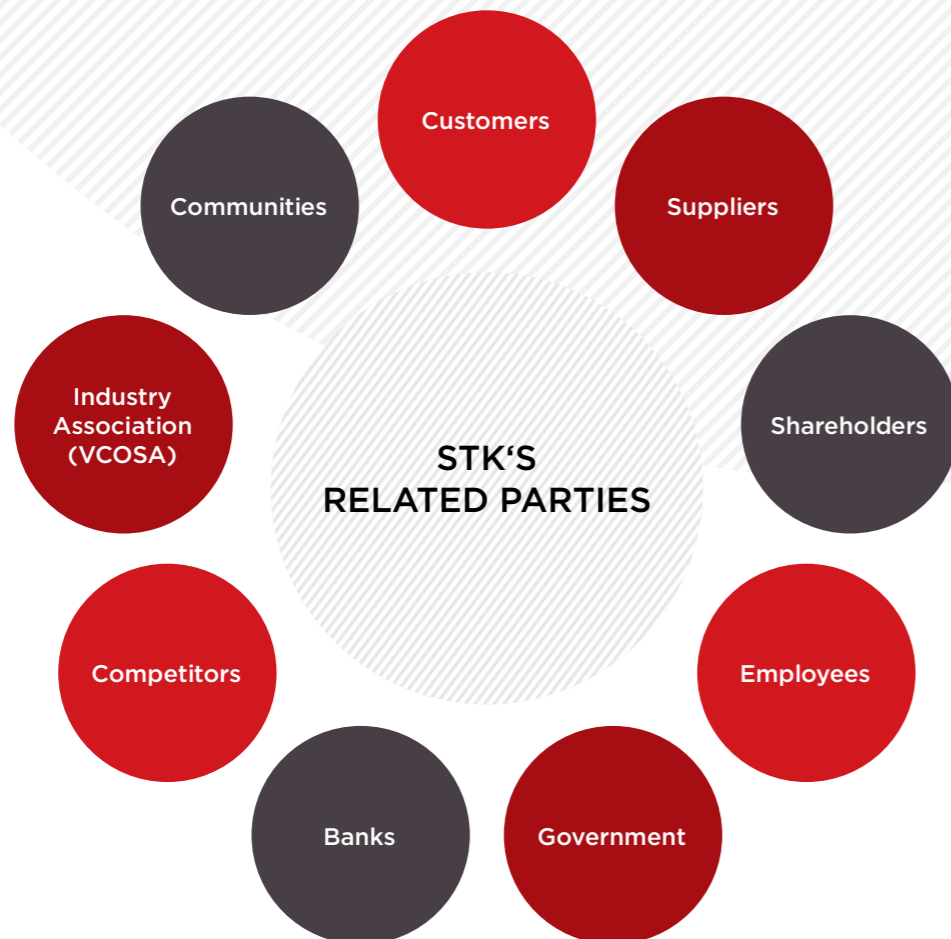 Customers
Suppliers
Communities
Shareholders
Industry
Association
(VCOSA)
STK‘S
RELATED PARTIES
Employees
Competitors
Government
Banks